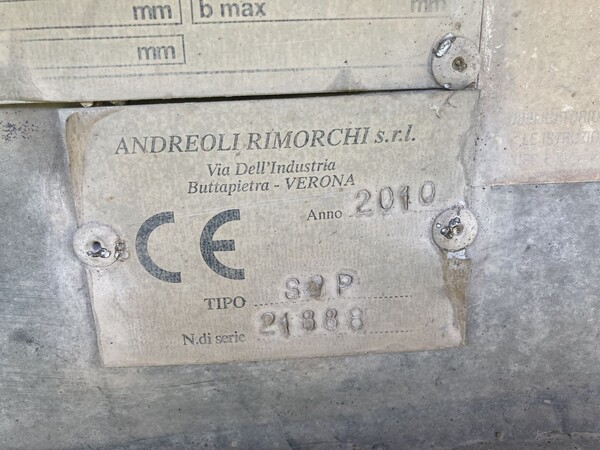 mm b max mm
mm
ANDREOLI RIMORCHI s.r.l.
Via Dell'Industria
Buttapietra - VERONA
CE
Anno 2010
TIPO
N.di serie 21888